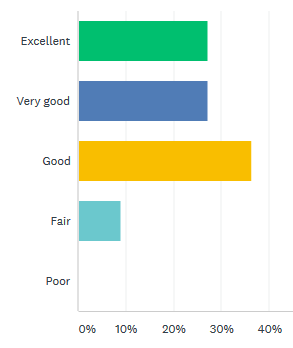 Excellent
Very good
Good
Fair
Poor
0% 10% 20% 30% 40%